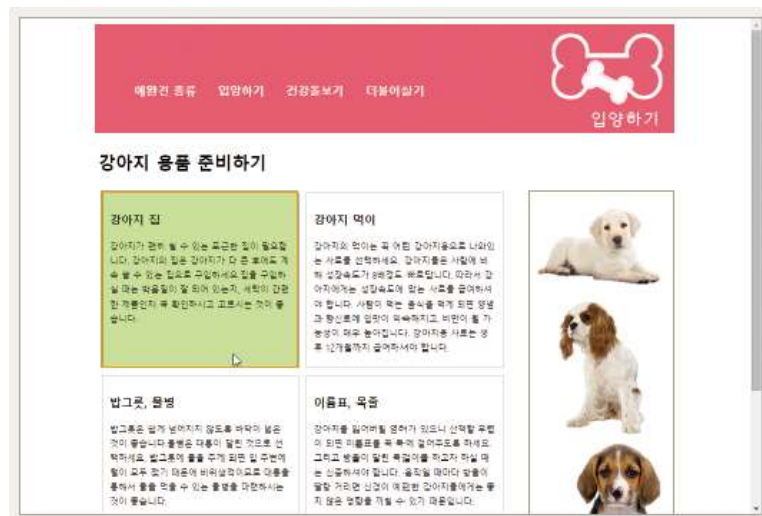 애완견 종류 입양하기 건강돌보기 더불어살기
입양하기
강아지 용품 준비하기
강아지 집
강아지가 편히 쉴 수 있는 포근한 집이 필요합
니다. 강아지의 집은 강아지가 다 큰 후에도 계
속 쓸 수 있는 집으로 구입하세요.집을 구입하
실 때는 박음질이 잘 되어 있는지, 세탁이 간편
한 제품인지 꼭 확인하시고 고르시는 것이 좋
습니다.
강아지 먹이
강아지의 먹이는 꼭 어린 강아지용으로 나와있
는 사료를 선택하세요. 강아지들은 사람에 비
해 성장속도가 8배정도 빠르답니다. 따라서 강
아지에게는 성장속도에 맞는 사료를 급여하셔
야 합니다. 사람이 먹는 음식을 먹게 되면 양념
과 향신료에 입맛이 익숙해지고, 비만이 될 가
능성이 매우 높아집니다. 강아지용 사료는 생
후 12개월까지 급여하셔야 합니다.
밥그릇, 물병
밥그릇은 쉽게 넘어지지 않도록 바닥이 넓은
것이 좋습니다.물병은 대롱이 달린 것으로 선
택하세요. 밥그릇에 물을 주게 되면 입 주변에
털이 모두 젖기 때문에 비위생적이므로 대롱을
통해서 물을 먹을 수 있는 물병을 마련하시는
것이 좋습니다.
이름표, 목줄
강아지를 잃어버릴 염려가 있으니 산책할 무렵
이 되면 이름표를 꼭 목에 걸어주도록 하세요.
그리고 방울이 달린 목걸이를 하고자 하실 때
는 신중하셔야 합니다. 움직일 때마다 방울이
딸랑 거리면 신경이 예민한 강아지들에게는 좋
지 않은 영향을 끼칠 수 있기 때문입니다.